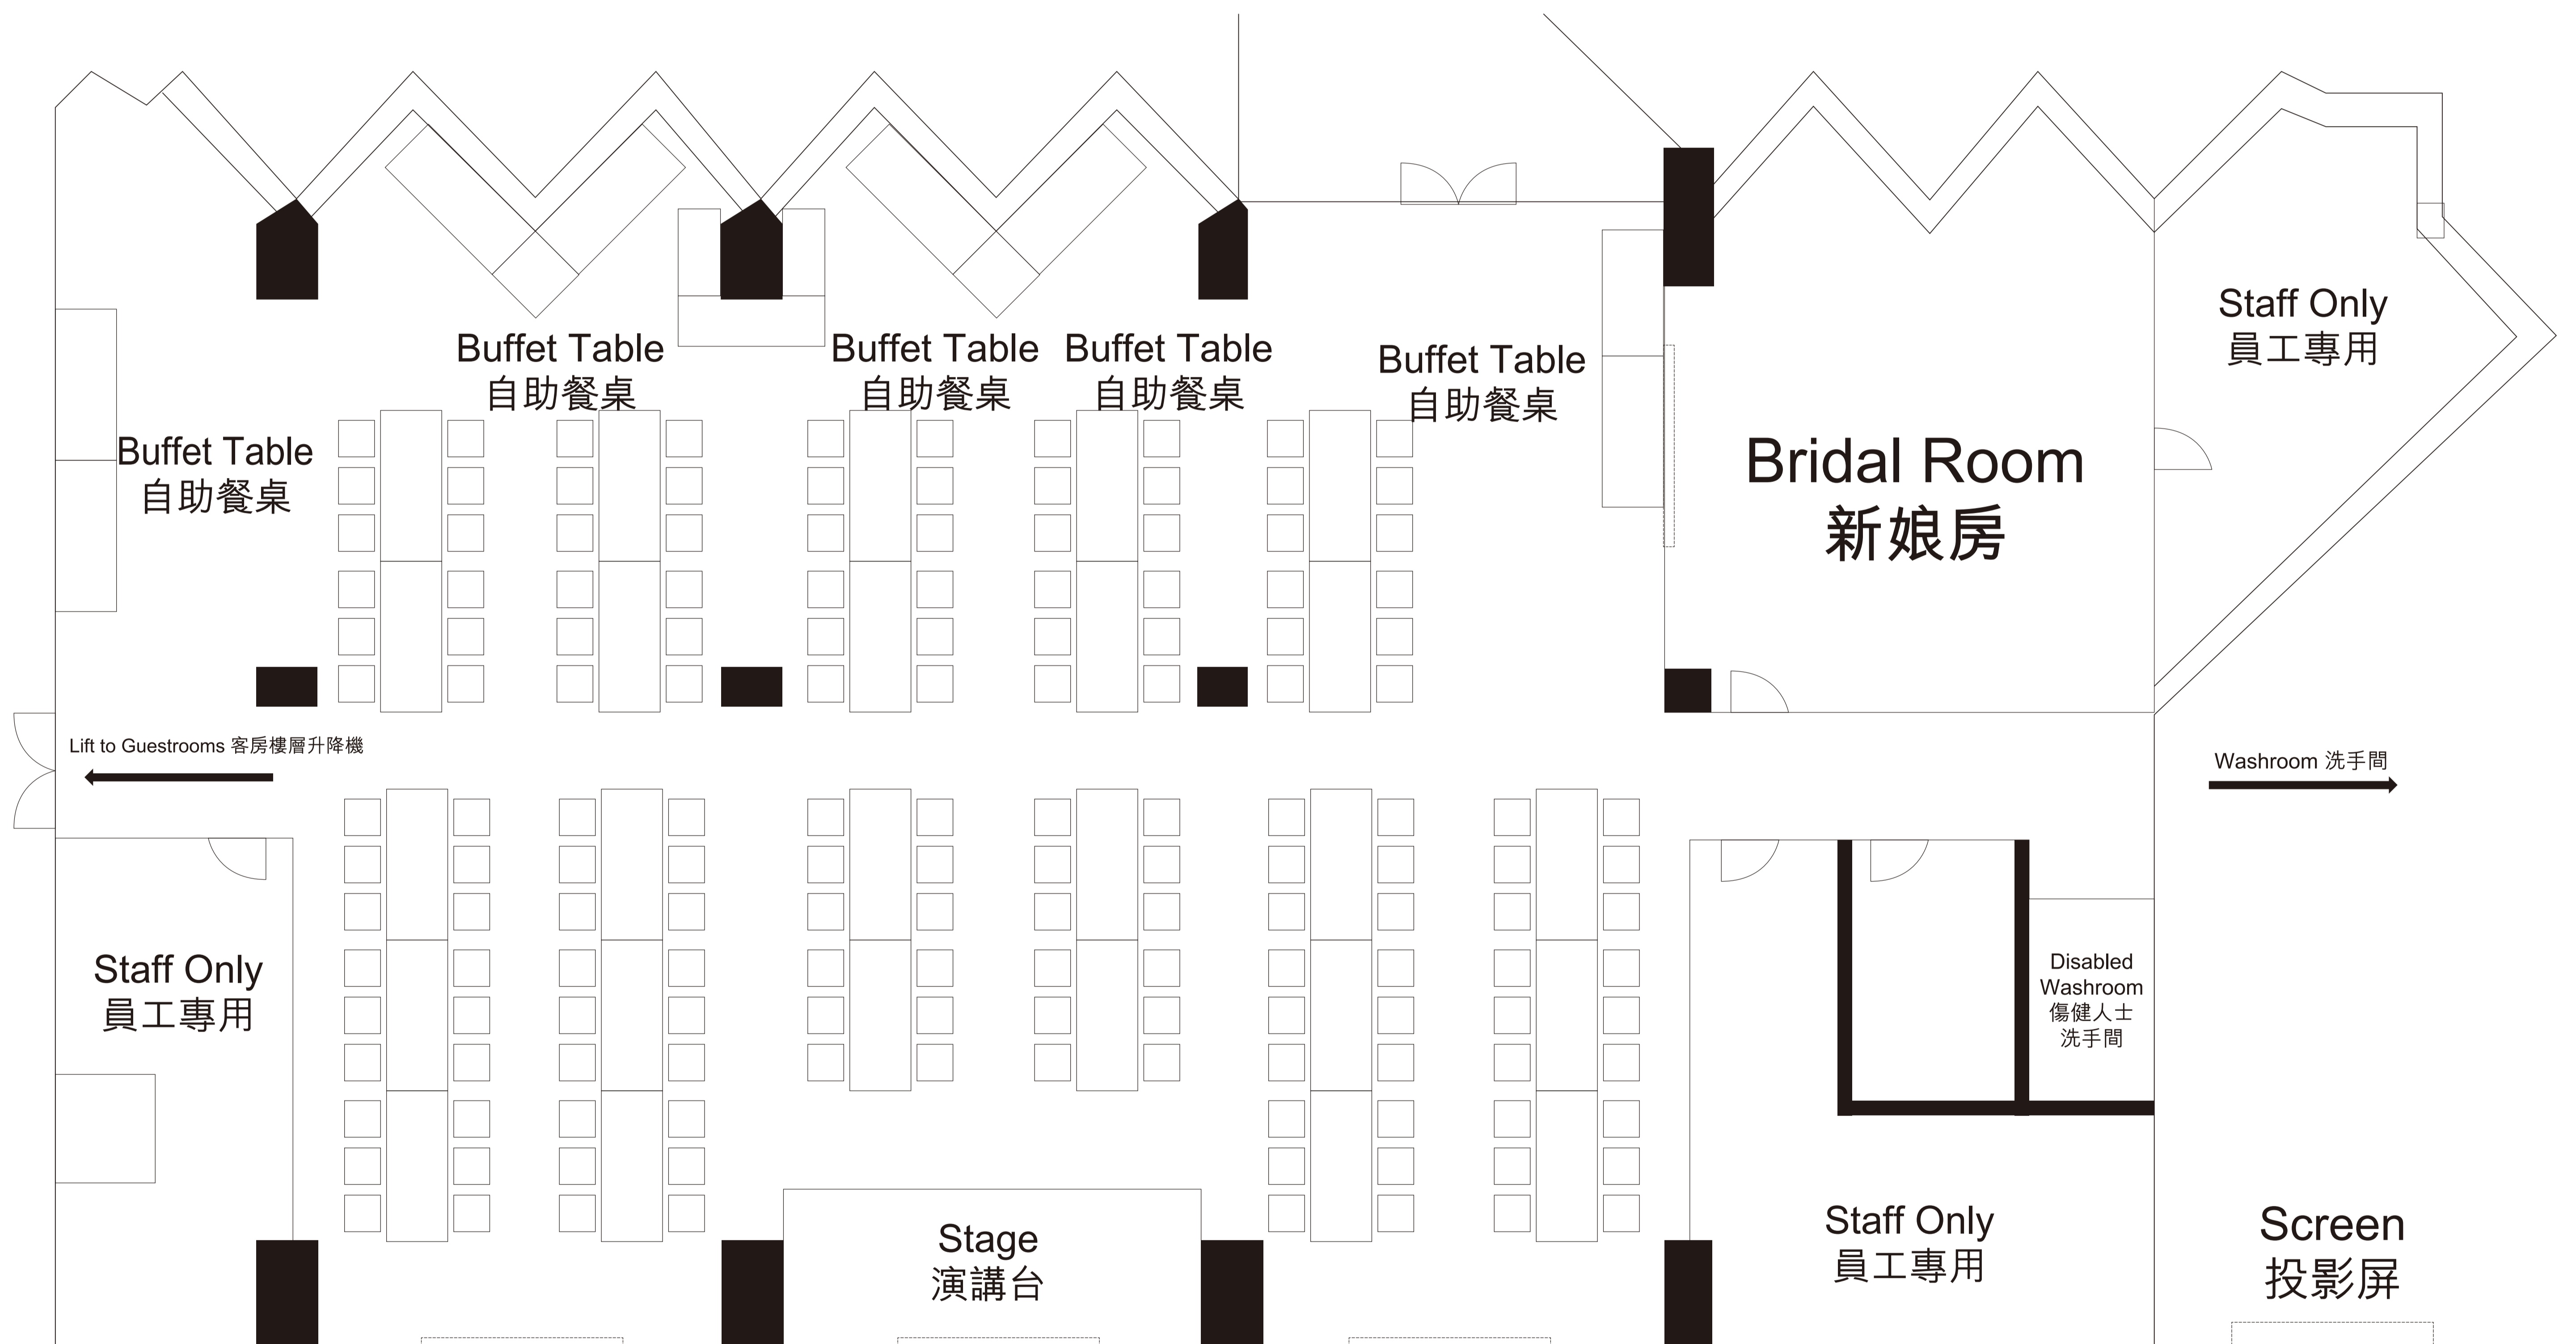 Buffet Table
自助餐桌
Buffet Table
自助餐桌
Buffet Table
自助餐桌
Buffet Table
自助餐桌
Buffet Table
自助餐桌
Staff Only
員工專用
Bridal Room
新娘房
Lift to Guestrooms 客房樓層升降機
Washroom 洗手間
Staff Only
員工專用
Disabled
Washroom
傷健人士
洗手間
Stage
演講台
Staff Only
員工專用
Screen
投影屏